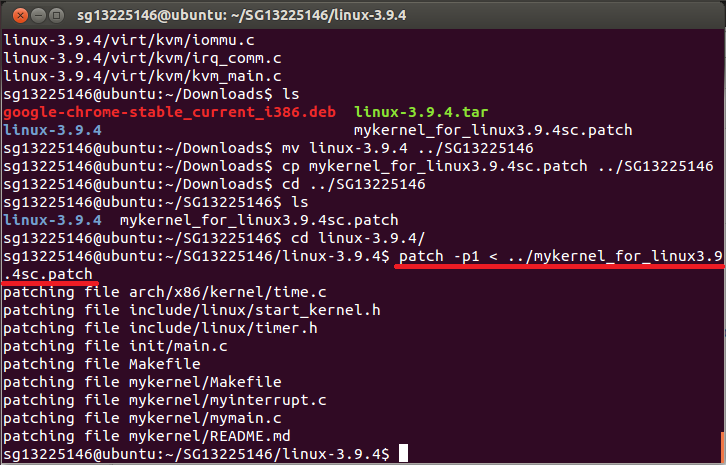 sg13225146@ubuntu: ~/SG13225146/linux-3.9.4
linux-3.9.4/virt/kvm/iommu.c
linux-3.9.4/virt/kvm/irq_comm.c
linux-3.9.4/virt/kvm/kvm_main.c
sg13225146@ubuntu:~/Downloads$ ls
google-chrome-stable_current_i386.deb  linux-3.9.4.tar
linux-3.9.4                            mykernel_for_linux3.9.4sc.patch
sg13225146@ubuntu:~/Downloads$ mv linux-3.9.4 ../SG13225146
sg13225146@ubuntu:~/Downloads$ cp mykernel_for_linux3.9.4sc.patch ../SG13225146
sg13225146@ubuntu:~/Downloads$ cd ../SG13225146
sg13225146@ubuntu:~/SG13225146$ ls
linux-3.9.4  mykernel_for_linux3.9.4sc.patch
sg13225146@ubuntu:~/SG13225146$ cd linux-3.9.4/
sg13225146@ubuntu:~/SG13225146/linux-3.9.4$ patch -p1 < ../mykernel_for_linux3.9
.4sc.patch
patching file arch/x86/kernel/time.c
patching file include/linux/start_kernel.h
patching file include/linux/timer.h
patching file init/main.c
patching file Makefile
patching file mykernel/Makefile
patching file mykernel/myinterrupt.c
patching file mykernel/mymain.c
patching file mykernel/README.md
sg13225146@ubuntu:~/SG13225146/linux-3.9.4$